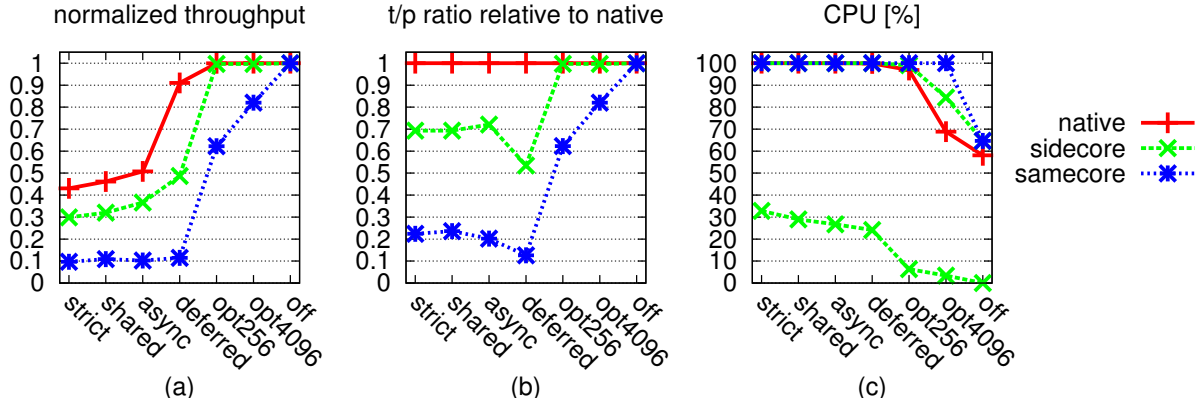 normalized throughput
1
0.9
0.8
0.7
0.6
0.5
0.4
0.3
0.2
0.1
0
strict
shared
async
deferred
opt256
opt4096
off
(a)
t/p ratio relative to native
1
0.9
0.8
0.7
0.6
0.5
0.4
0.3
0.2
0.1
0
strict
shared
async
deferred
opt256
opt4096
off
(b)
CPU [%]
100
90
80
70
60
50
40
30
20
10
0
strict
shared
async
deferred
opt256
opt4096
off
(c)
native
sidecore
samecore